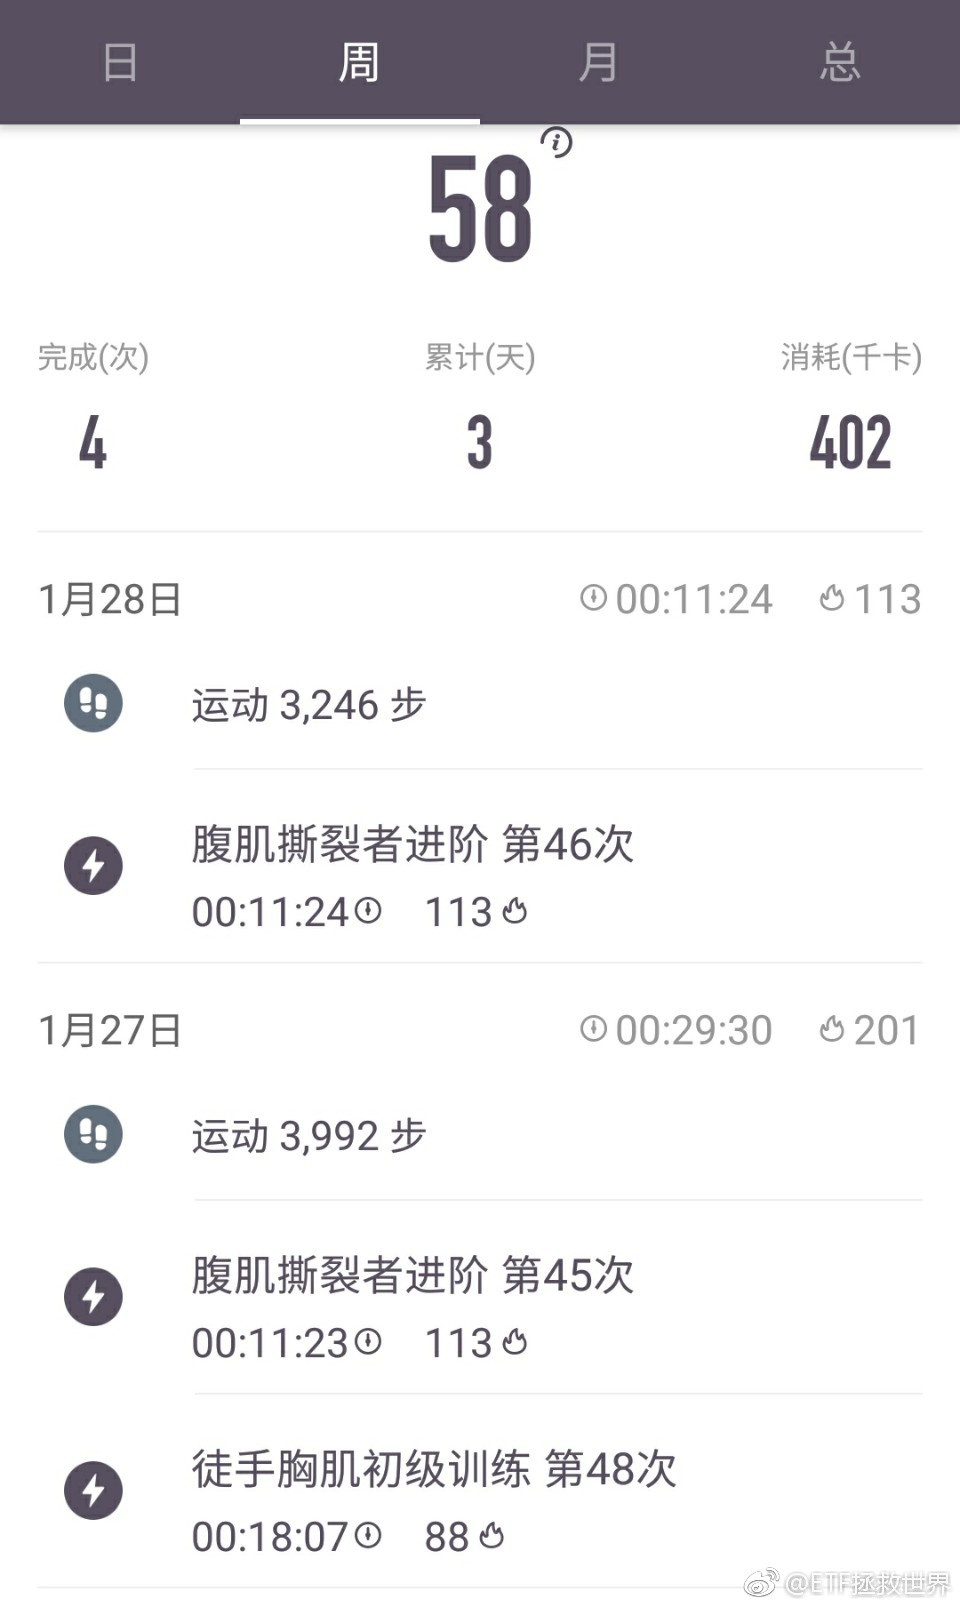 日 周 月 总
58
完成(次) 累计(天) 消耗(千卡)
4 3 402
1月28日 00:11:24 113
运动 3,246 步
腹肌撕裂者进阶 第46次
00:11:24 113
1月27日 00:29:30 201
运动 3,992 步
腹肌撕裂者进阶 第45次
00:11:23 113
徒手胸肌初级训练 第48次
00:18:07 88
@ETF拯救世界